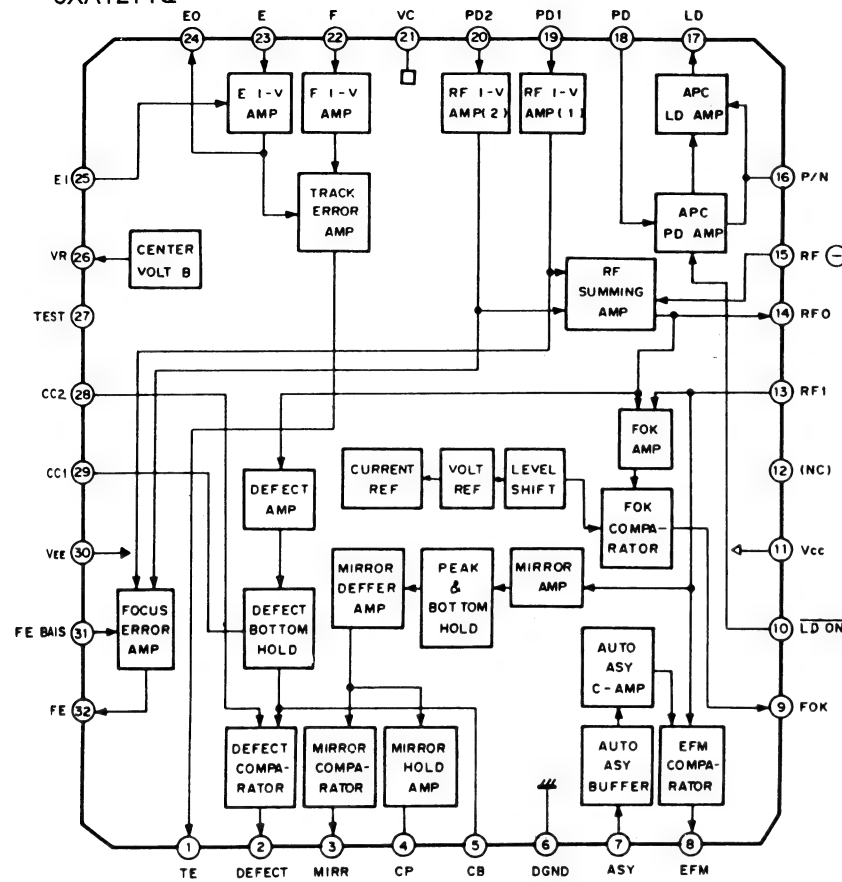 EO E F VC PD2 PD1 PD LD
24 23 22 21 20 19 18 17
E I-V
AMP
F I-V
AMP
RF I-V
AMP(2)
RF I-V
AMP(1)
APC
LD AMP
EI 25
16 P/N
TRACK
ERROR
AMP
APC
PD AMP
VR 26
CENTER
VOLT B
15 RF ⊖
RF
SUMMING
AMP
TEST 27
14 RFO
CC2 28
13 RF1
FOK
AMP
CC1 29
12 (NC)
DEFECT
AMP
CURRENT
REF
VOLT
REF
LEVEL
SHIFT
FOK
COMPA-
RATOR
VEE 30
11 Vcc
MIRROR
DEFFER
AMP
PEAK
&
BOTTOM
HOLD
MIRROR
AMP
FE BAIS 31
FOCUS
ERROR
AMP
DEFECT
BOTTOM
HOLD
10 LD ON
AUTO
ASY
C-AMP
FE 32
9 FOK
DEFECT
COMPA-
RATOR
MIRROR
COMPA-
RATOR
MIRROR
HOLD
AMP
AUTO
ASY
BUFFER
EFM
COMPA-
RATOR
1 2 3 4 5 6 7 8
TE DEFECT MIRR CP CB DGND ASY EFM